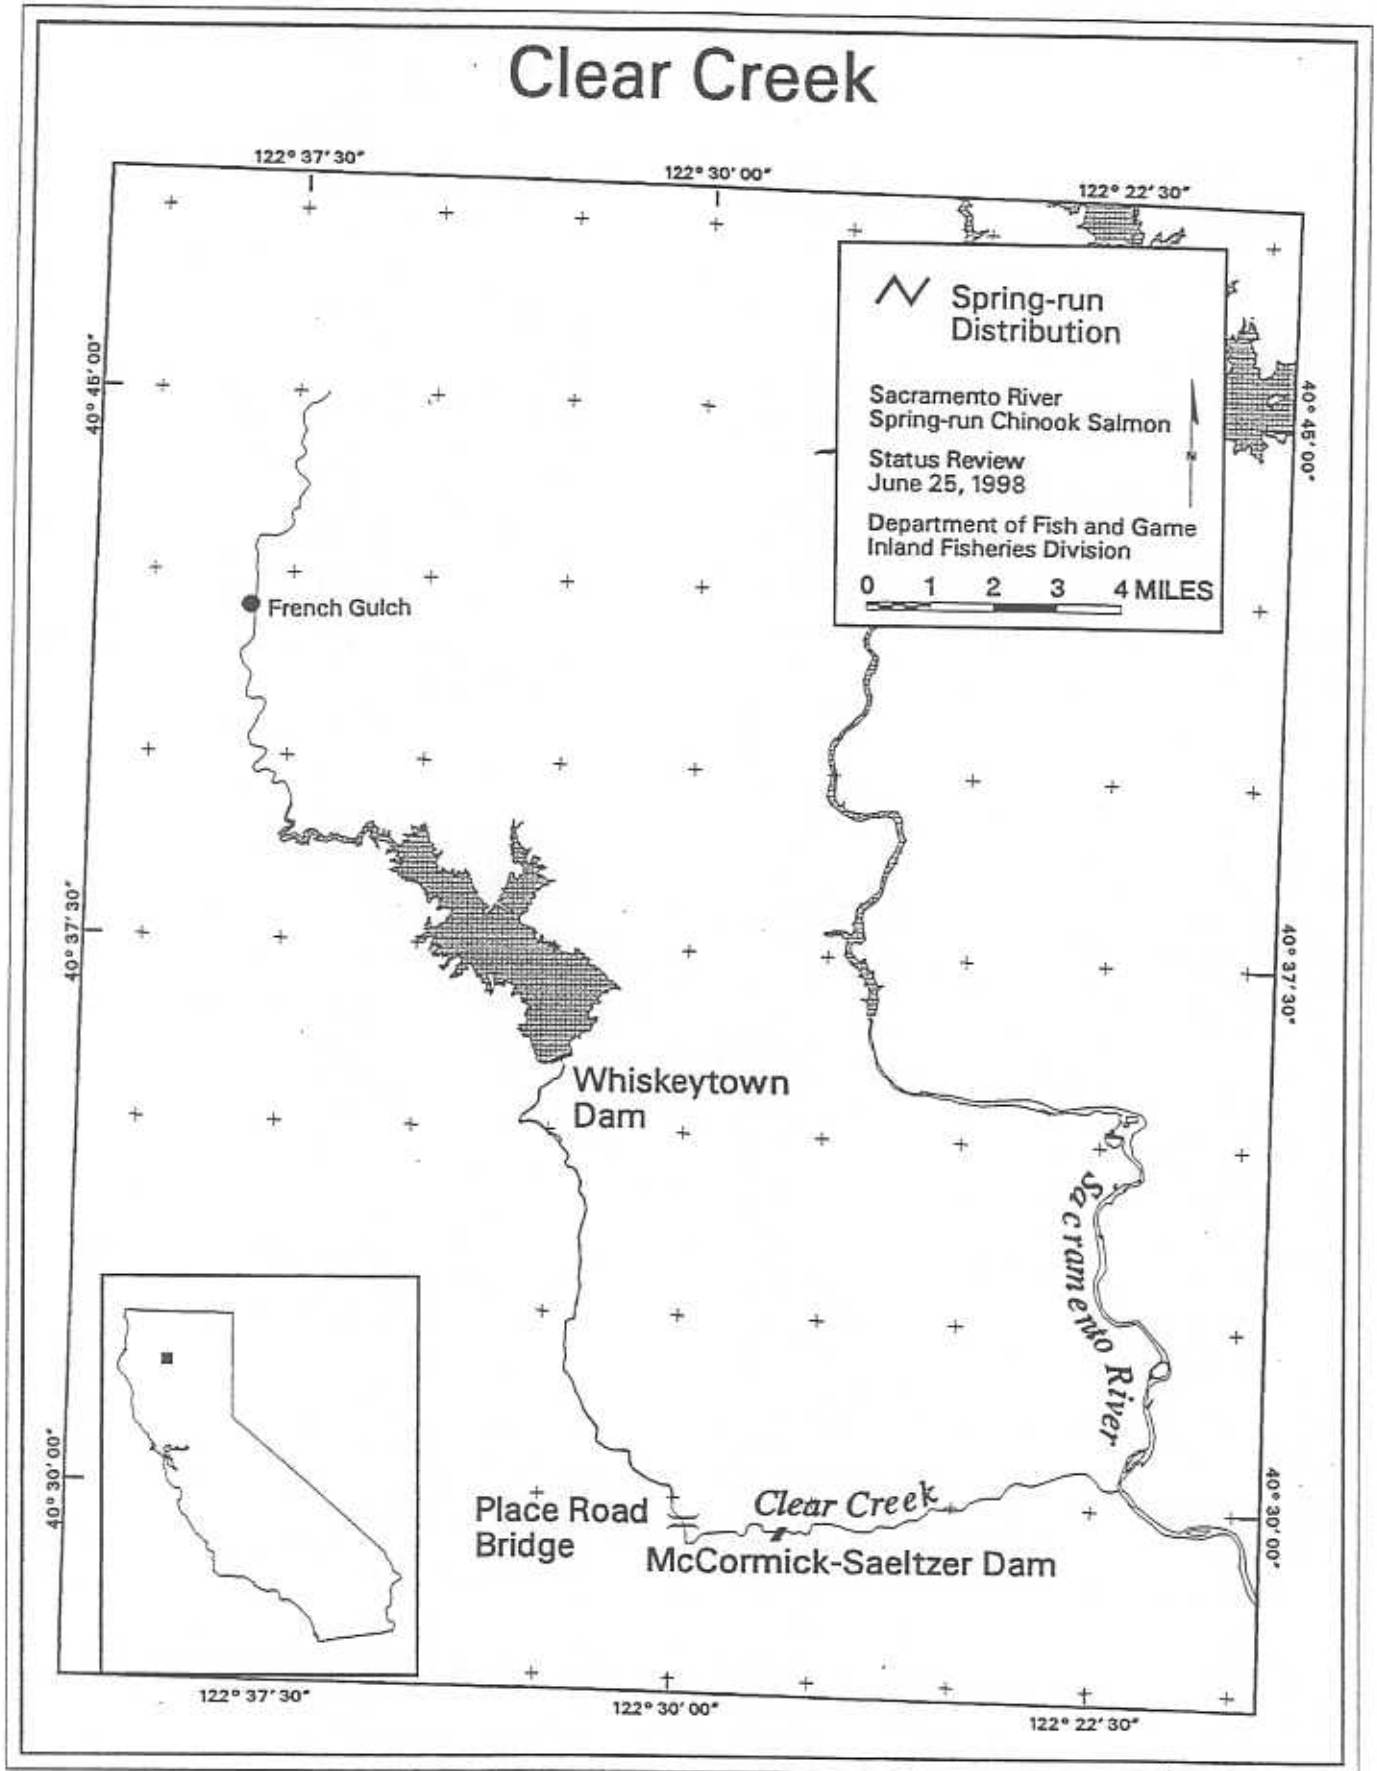 Clear Creek
122° 37' 30"
122° 30' 00"
122° 22' 30"
Spring-run
Distribution
Sacramento River
Spring-run Chinook Salmon
Status Review
June 25, 1998
Department of Fish and Game
Inland Fisheries Division
N
0 1 2 3 4 MILES
40° 45' 00"
40° 45' 00"
French Gulch
40° 37' 30"
40° 37' 30"
Whiskeytown
Dam
Sacramento River
40° 30' 00"
40° 30' 00"
Place Road
Bridge
Clear Creek
McCormick-Saeltzer Dam
122° 37' 30"
122° 30' 00"
122° 22' 30"